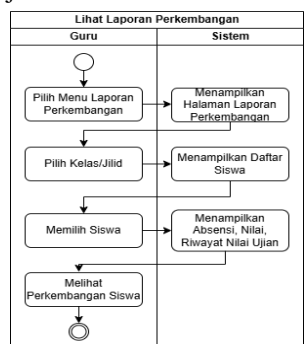 Lihat Laporan Perkembangan
Guru
Sistem
Pilih Menu Laporan
Perkembangan
Menampilkan
Halaman Laporan
Perkembangan
Pilih Kelas/Jilid
Menampilkan Daftar
Siswa
Memilih Siswa
Menampilkan
Absensi, Nilai,
Riwayat Nilai Ujian
Melihat
Perkembangan Siswa